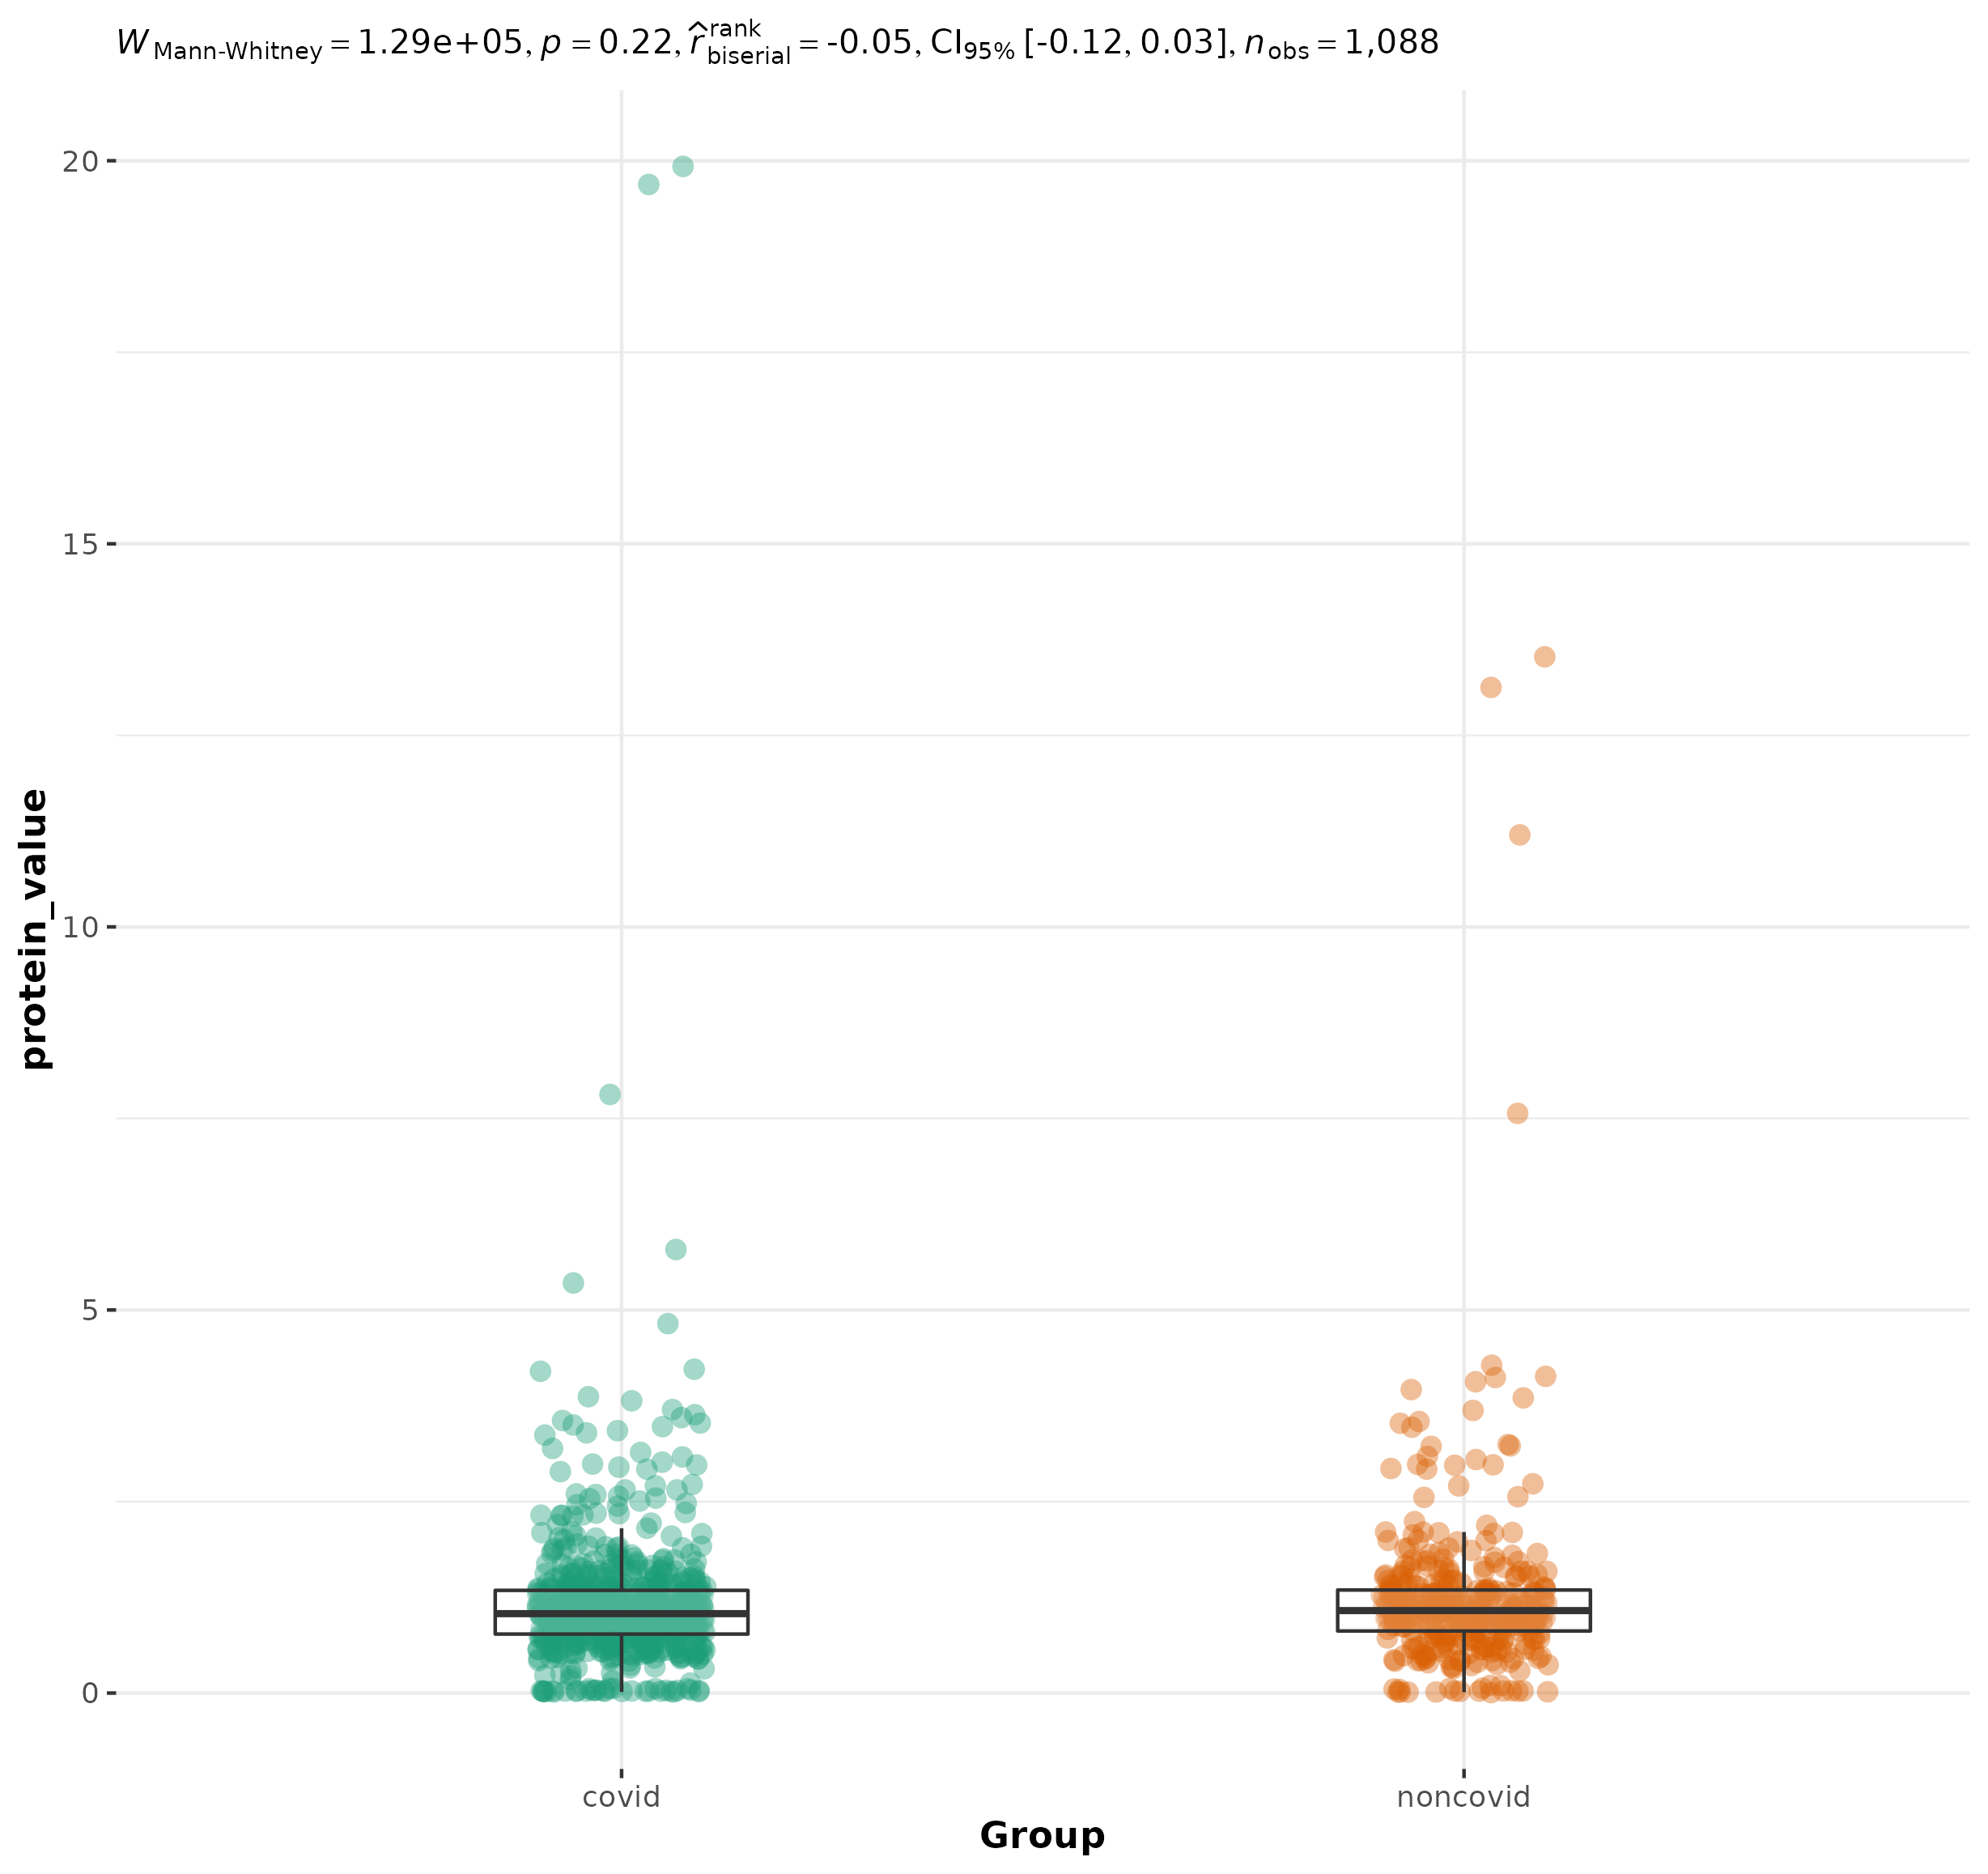 W Mann-Whitney = 1.29e+05, p = 0.22, r̂ rank biserial = -0.05, CI95% [-0.12, 0.03], n obs = 1,088
20
15
10
5
0
protein_value
covid noncovid
Group